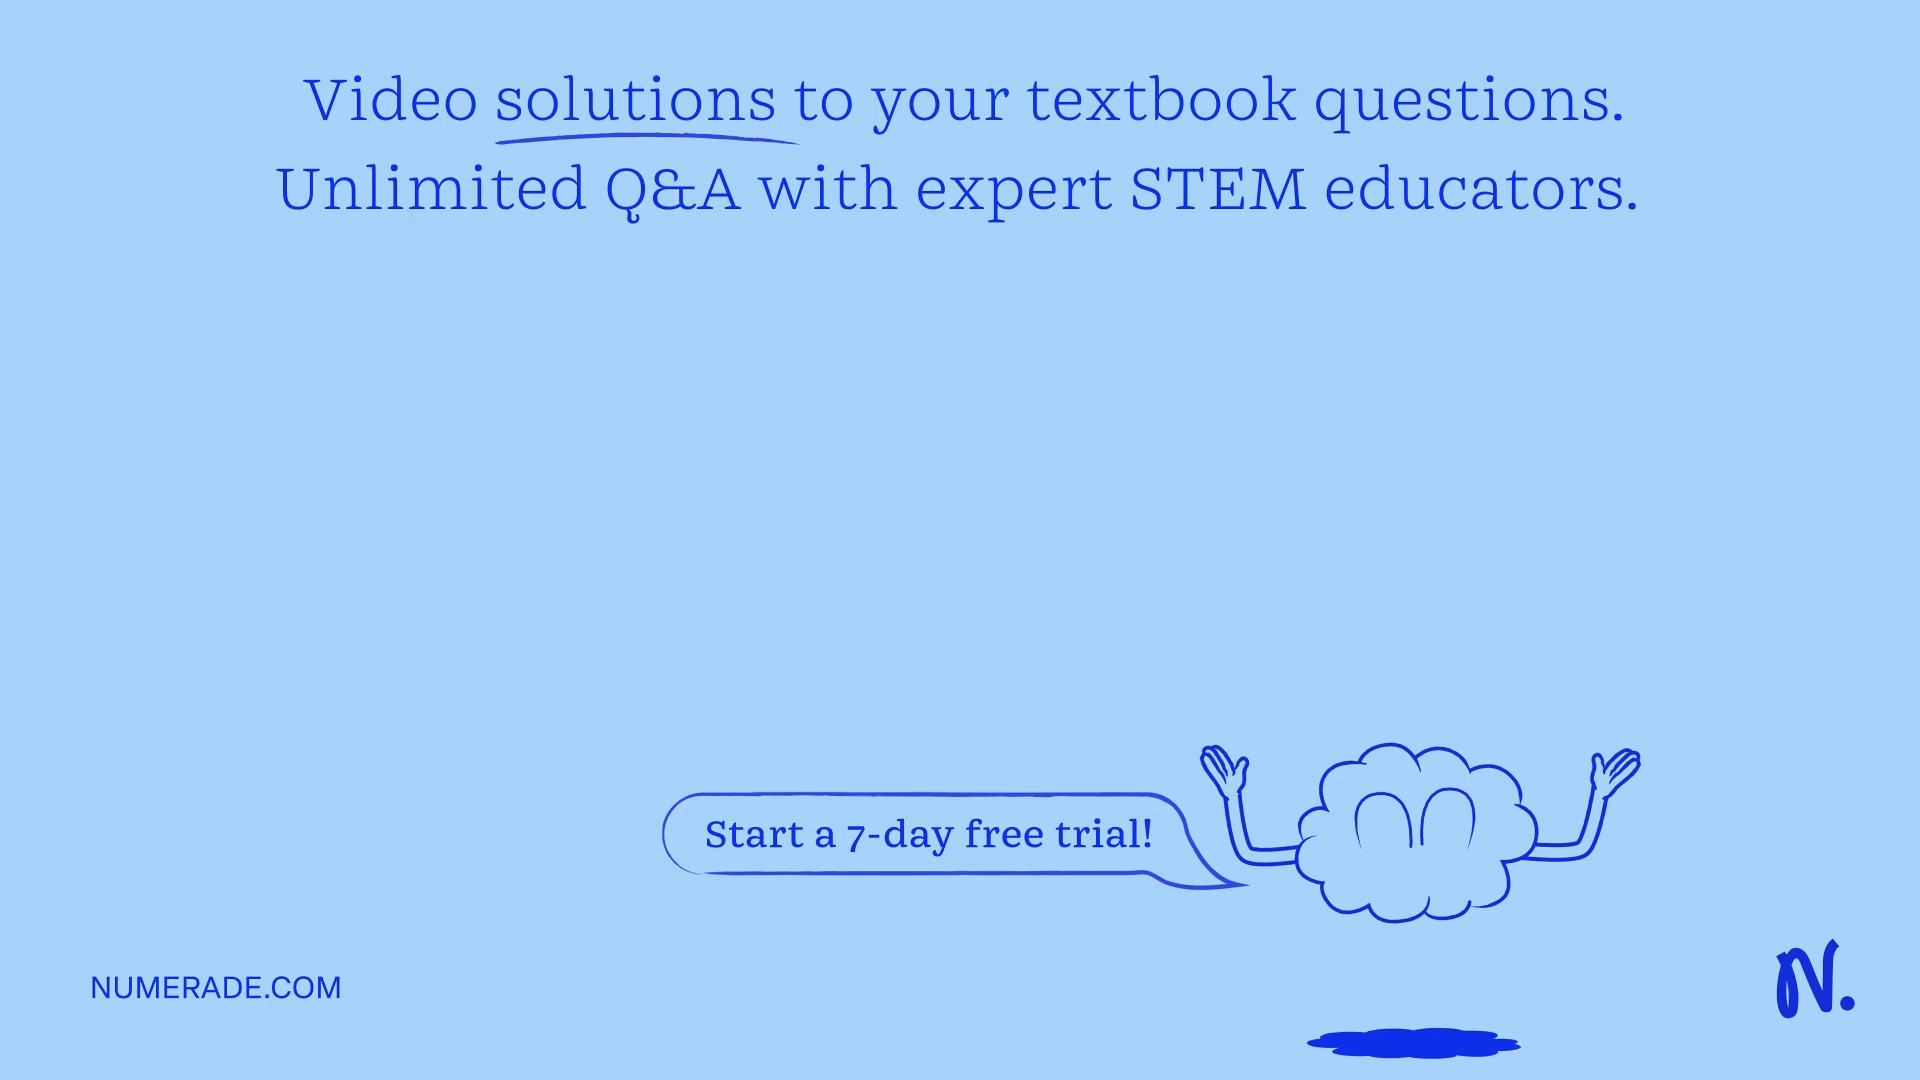 Video solutions to your textbook questions.
Unlimited Q&A with expert STEM educators.
Start a 7-day free trial!
NUMERADE.COM
N.